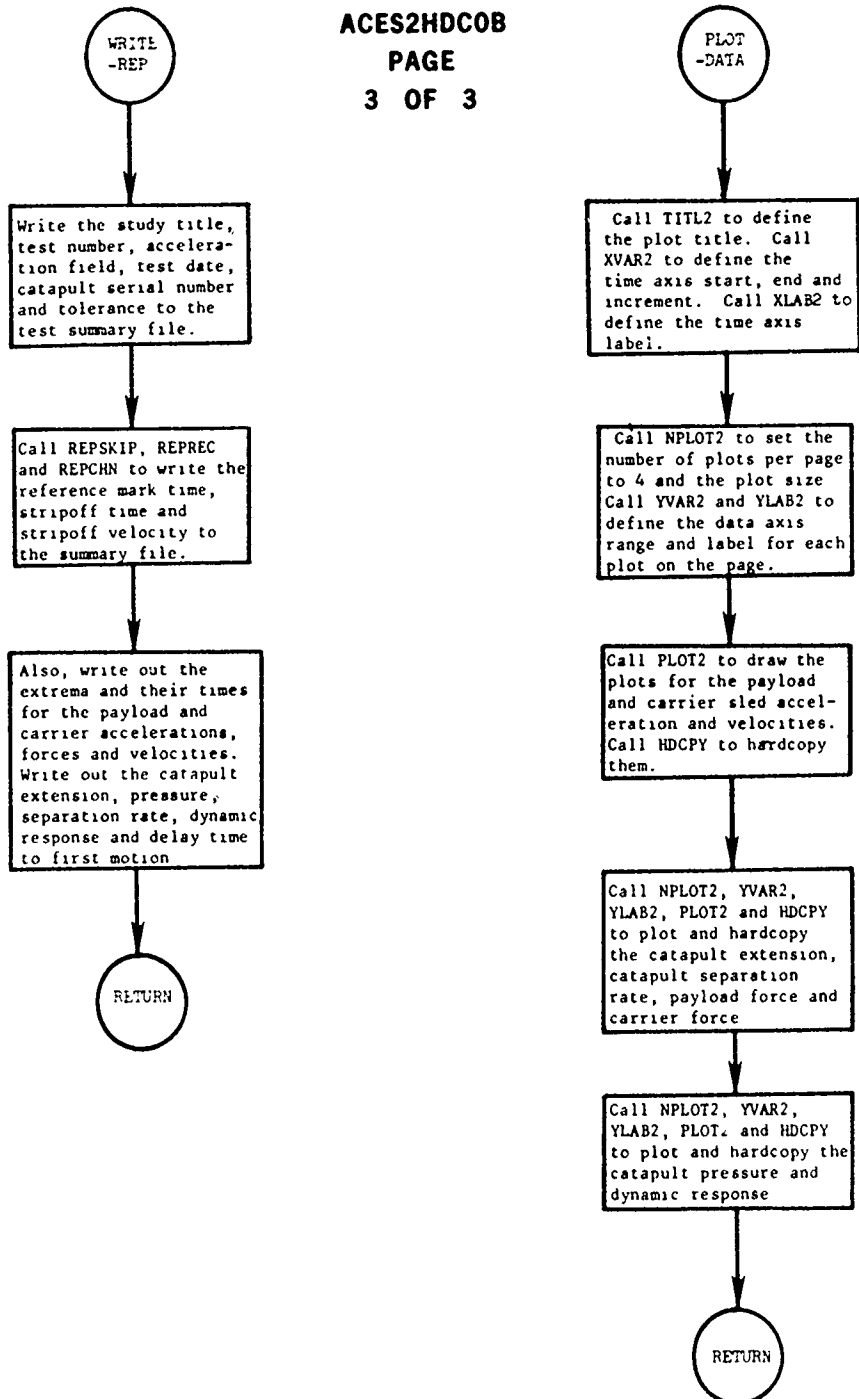 ACES2HDCOB
PAGE
3 OF 3
WRITE
-REP
Write the study title,
test number, accelera-
tion field, test date,
catapult serial number
and tolerance to the
test summary file.
Call REPSKIP, REPREC
and REPCHN to write the
reference mark time,
stripoff time and
stripoff velocity to
the summary file.
Also, write out the
extrema and their times
for the payload and
carrier accelerations,
forces and velocities.
Write out the catapult
extension, pressure,
separation rate, dynamic
response and delay time
to first motion
RETURN
PLOT
-DATA
Call TITL2 to define
the plot title. Call
XVAR2 to define the
time axis start, end and
increment. Call XLAB2 to
define the time axis
label.
Call NPLOT2 to set the
number of plots per page
to 4 and the plot size
Call YVAR2 and YLAB2 to
define the data axis
range and label for each
plot on the page.
Call PLOT2 to draw the
plots for the payload
and carrier sled accel-
eration and velocities.
Call HDCPY to hardcopy
them.
Call NPLOT2, YVAR2,
YLAB2, PLOT2 and HDCPY
to plot and hardcopy
the catapult extension,
catapult separation
rate, payload force and
carrier force
Call NPLOT2, YVAR2,
YLAB2, PLOT2 and HDCPY
to plot and hardcopy the
catapult pressure and
dynamic response
RETURN